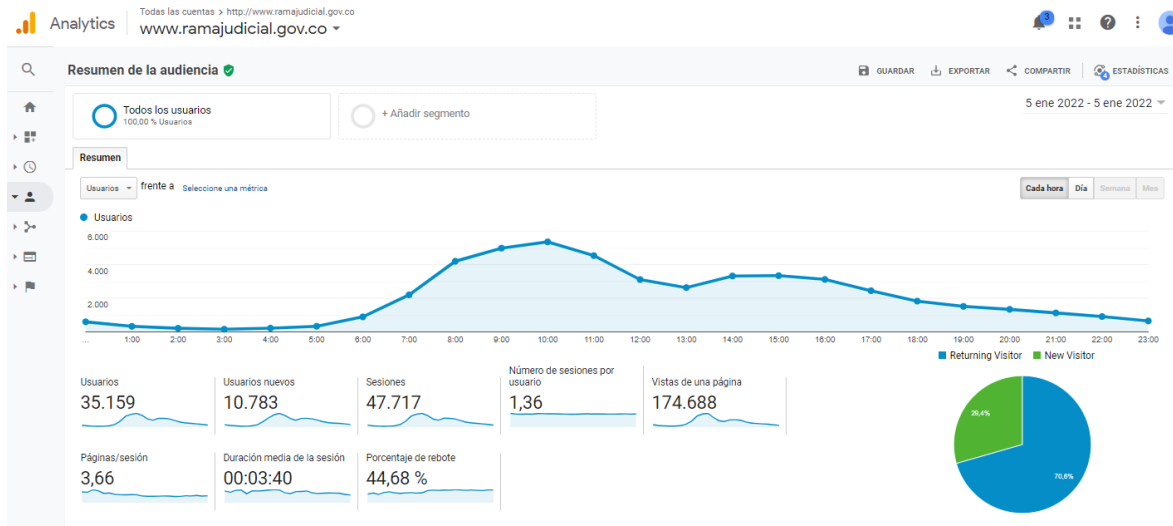 Todas las cuentas > http://www.ramajudicial.gov.co
Analytics www.ramajudicial.gov.co
3
Resumen de la audiencia
GUARDAR EXPORTAR COMPARTIR 4 ESTADÍSTICAS
Todos los usuarios
100,00 % Usuarios
+ Añadir segmento
5 ene 2022 - 5 ene 2022
Resumen
Usuarios frente a Seleccione una métrica
Cada hora Día Semana Mes
Usuarios
6.000
4.000
2.000
... 1:00 2:00 3:00 4:00 5:00 6:00 7:00 8:00 9:00 10:00 11:00 12:00 13:00 14:00 15:00 16:00 17:00 18:00 19:00 20:00 21:00 22:00 23:00
Returning Visitor New Visitor
Usuarios
35.159
Usuarios nuevos
10.783
Sesiones
47.717
Número de sesiones por
usuario
1,36
Vistas de una página
174.688
Páginas/sesión
3,66
Duración media de la sesión
00:03:40
Porcentaje de rebote
44,68 %
29,4%
70,6%